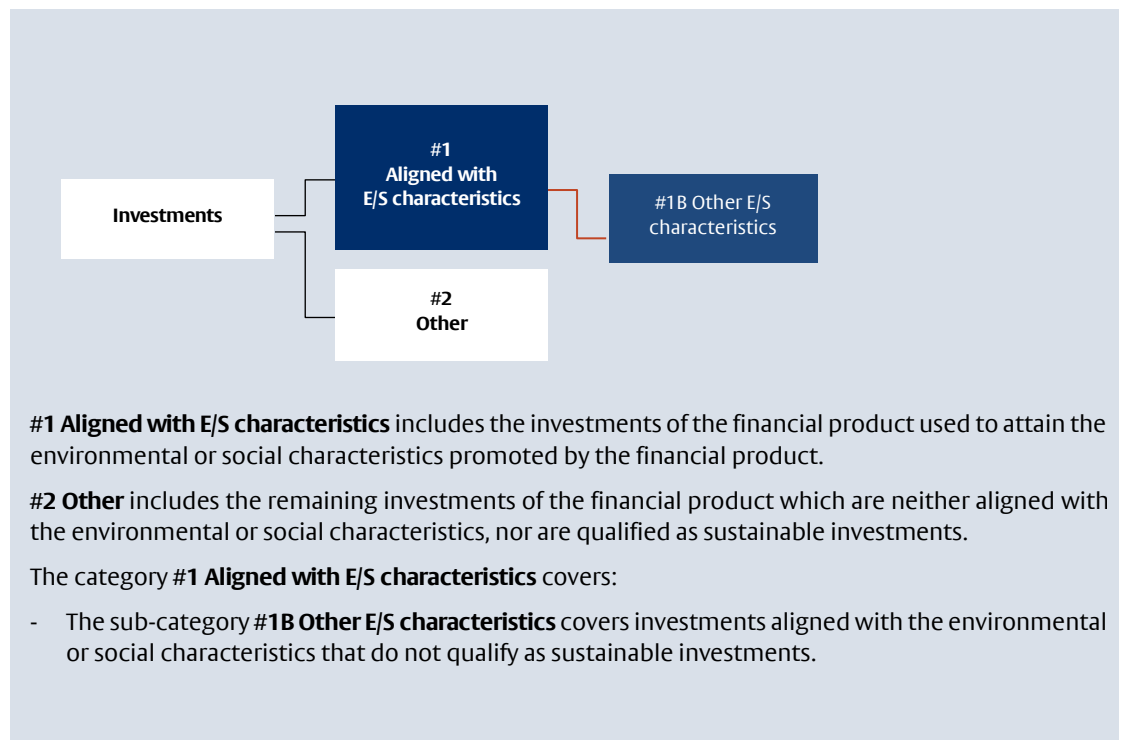 #1
Aligned with
E/S characteristics
Investments
#1B Other E/S
characteristics
#2
Other
#1 Aligned with E/S characteristics includes the investments of the financial product used to attain the
environmental or social characteristics promoted by the financial product.
#2 Other includes the remaining investments of the financial product which are neither aligned with
the environmental or social characteristics, nor are qualified as sustainable investments.
The category #1 Aligned with E/S characteristics covers:
- The sub-category #1B Other E/S characteristics covers investments aligned with the environmental
or social characteristics that do not qualify as sustainable investments.